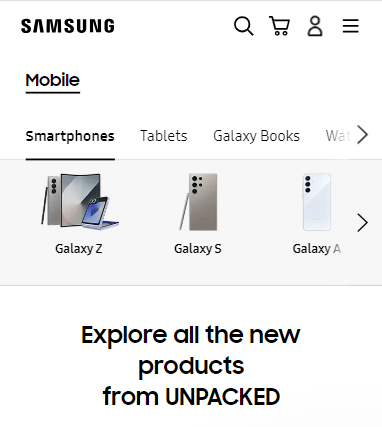 SAMSUNG
Mobile
Smartphones Tablets Galaxy Books
Galaxy Z Galaxy S Galaxy A
Explore all the new
products
from UNPACKED